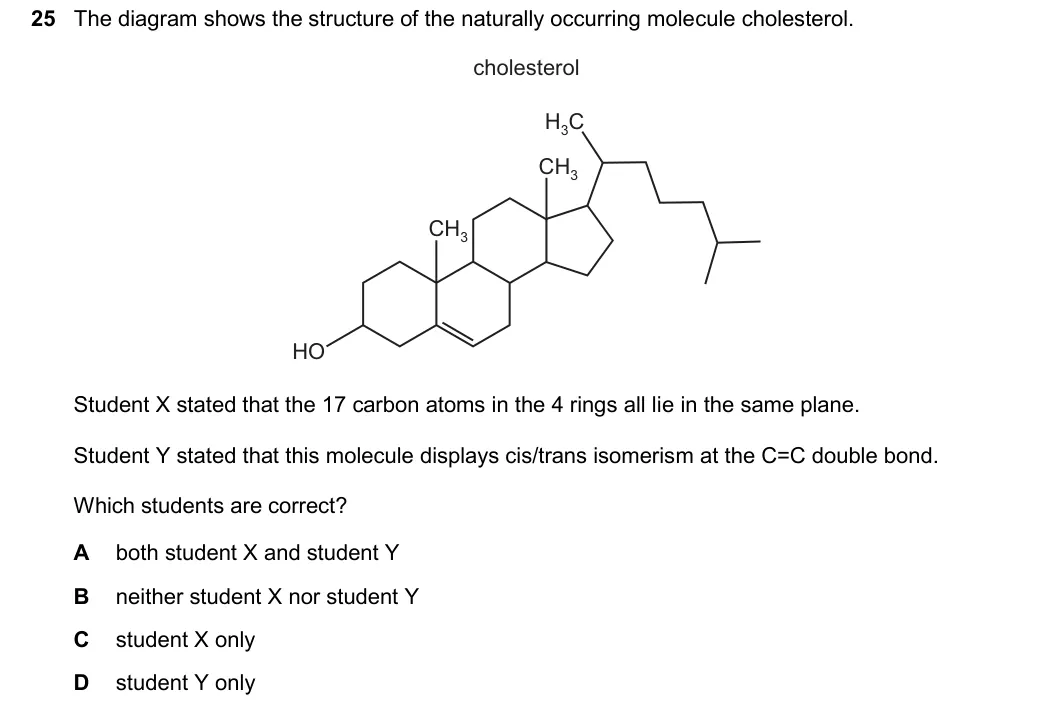 25 The diagram shows the structure of the naturally occurring molecule cholesterol.
cholesterol
H₃C
CH₃
CH₃
HO
Student X stated that the 17 carbon atoms in the 4 rings all lie in the same plane.
Student Y stated that this molecule displays cis/trans isomerism at the C=C double bond.
Which students are correct?
A both student X and student Y
B neither student X nor student Y
C student X only
D student Y only